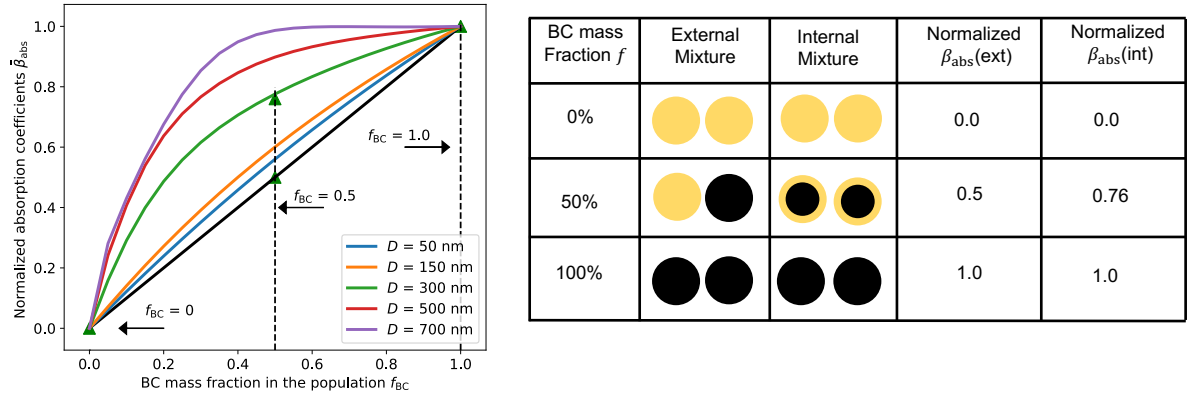 Normalized absorption coefficients β̄abs
1.0
0.8
0.6
0.4
0.2
0.0
fBC = 1.0
fBC = 0.5
fBC = 0
D = 50 nm
D = 150 nm
D = 300 nm
D = 500 nm
D = 700 nm
0.0 0.2 0.4 0.6 0.8 1.0
BC mass fraction in the population fBC
BC mass External Internal Normalized Normalized
Fraction f Mixture Mixture βabs(ext) βabs(int)
0% 0.0 0.0
50% 0.5 0.76
100% 1.0 1.0